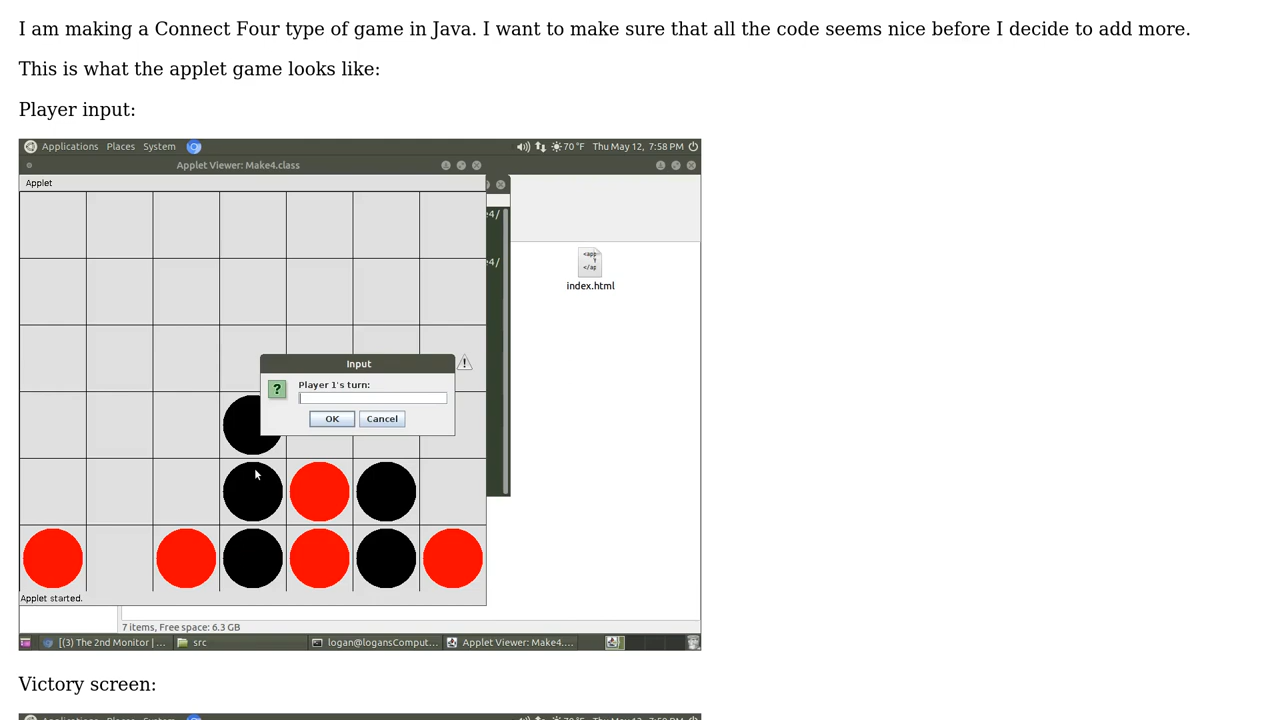 I am making a Connect Four type of game in Java. I want to make sure that all the code seems nice before I decide to add more.
This is what the applet game looks like:
Player input:
Applications Places System 70 °F Thu May 12, 7:58 PM
Applet Viewer: Make4.class
Applet
e4/
e4/
<app
</ap
index.html
Input
?
Player 1's turn:
OK Cancel
Applet started.
7 items, Free space: 6.3 GB
[(3) The 2nd Monitor | ... src logan@logansComput... Applet Viewer: Make4....
Victory screen: